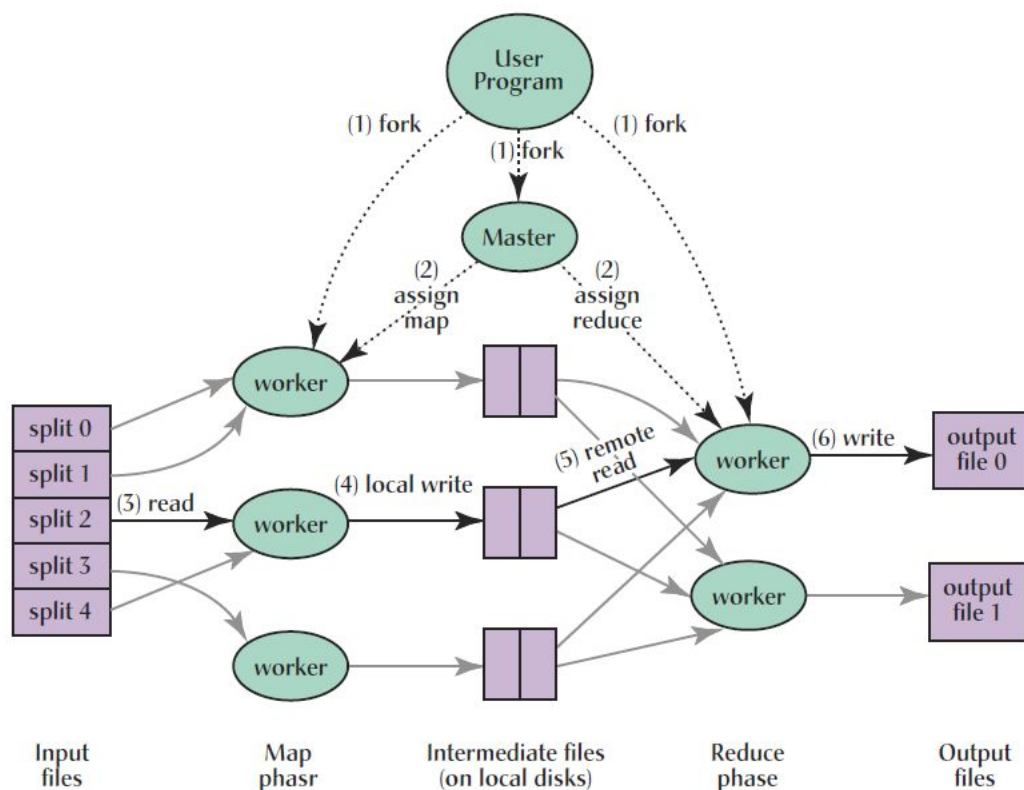 User
Program
(1) fork
(1) fork
(1) fork
Master
(2)
assign
map
(2)
assign
reduce
worker
split 0
split 1
split 2
split 3
split 4
(3) read
worker
(4) local write
worker
(5) remote
read
worker
(6) write
output
file 0
worker
output
file 1
Input
files
Map
phasr
Intermediate files
(on local disks)
Reduce
phase
Output
files